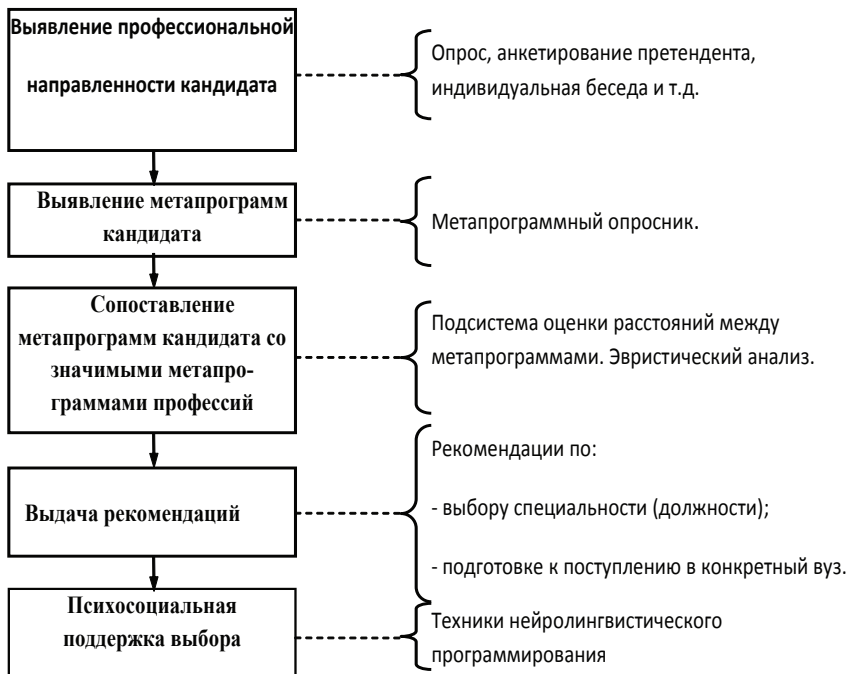 Выявление профессиональной
направленности кандидата
Опрос, анкетирование претендента,
индивидуальная беседа и т.д.
Выявление метапрограмм
кандидата
Метапрограммный опросник.
Сопоставление
метапрограмм кандидата со
значимыми метапро-
граммами профессий
Подсистема оценки расстояний между
метапрограммами. Эвристический анализ.
Выдача рекомендаций
Рекомендации по:
- выбору специальности (должности);
- подготовке к поступлению в конкретный вуз.
Психосоциальная
поддержка выбора
Техники нейролингвистического
программирования